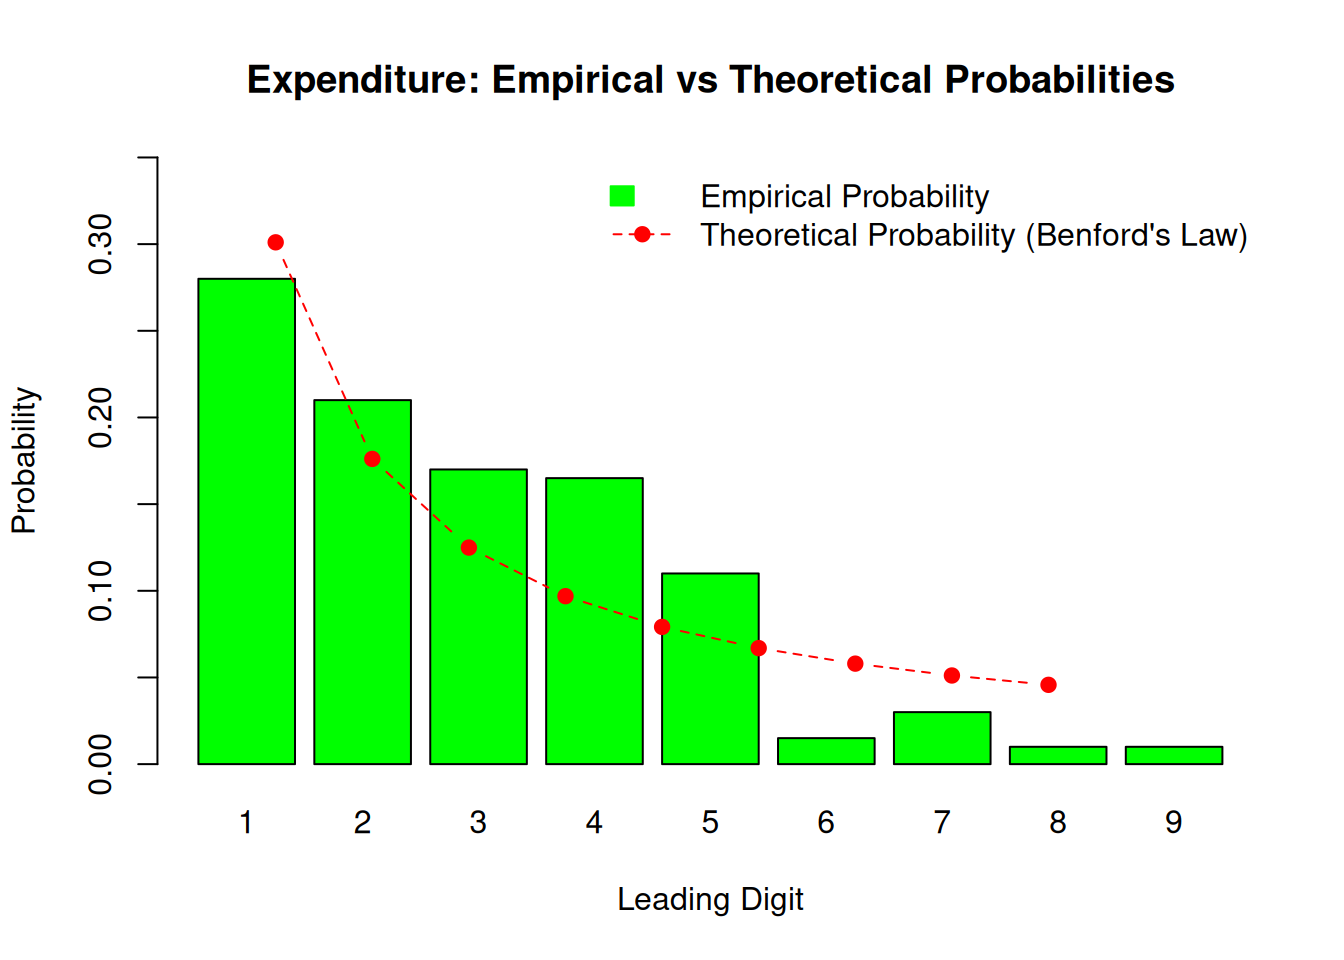 Expenditure: Empirical vs Theoretical Probabilities
Empirical Probability
Theoretical Probability (Benford's Law)
0.30
0.20
0.10
0.00
Probability
1 2 3 4 5 6 7 8 9
Leading Digit